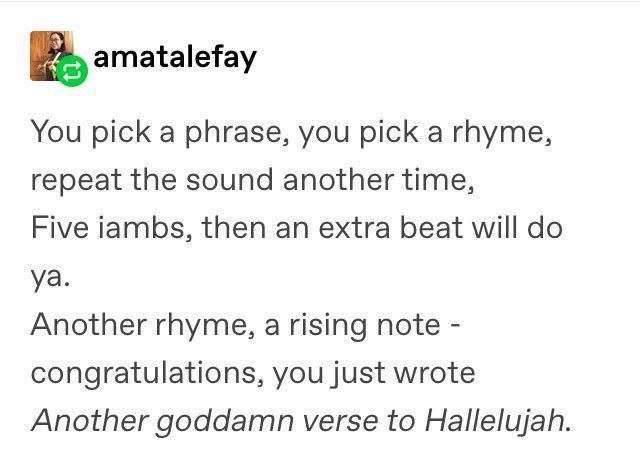 amatalefay
You pick a phrase, you pick a rhyme,
repeat the sound another time,
Five iambs, then an extra beat will do
ya.
Another rhyme, a rising note -
congratulations, you just wrote
Another goddamn verse to Hallelujah.